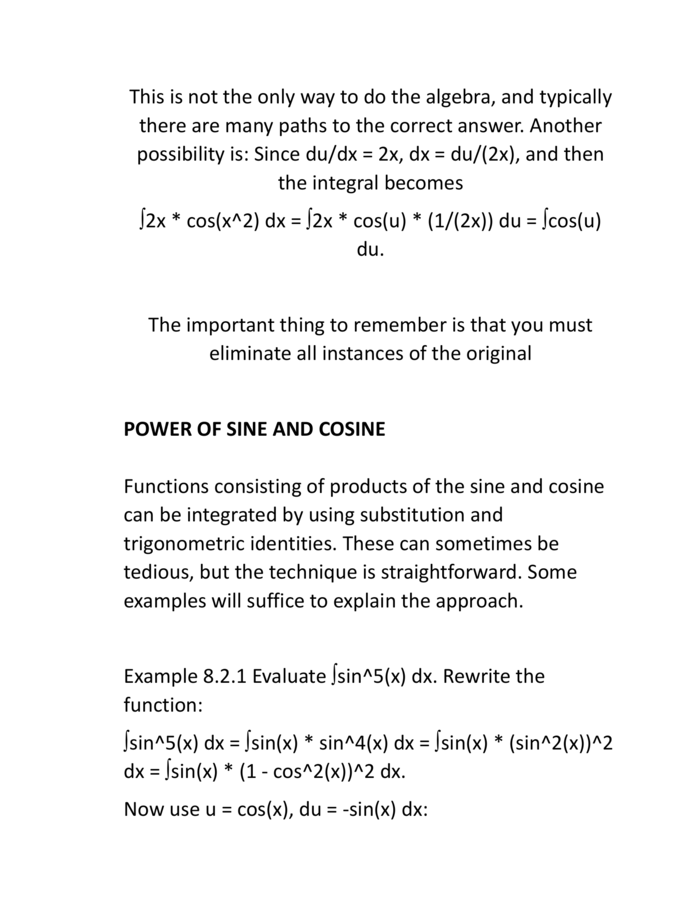 This is not the only way to do the algebra, and typically
there are many paths to the correct answer. Another
possibility is: Since du/dx = 2x, dx = du/(2x), and then
the integral becomes
∫2x * cos(x^2) dx = ∫2x * cos(u) * (1/(2x)) du = ∫cos(u)
du.
The important thing to remember is that you must
eliminate all instances of the original
POWER OF SINE AND COSINE
Functions consisting of products of the sine and cosine
can be integrated by using substitution and
trigonometric identities. These can sometimes be
tedious, but the technique is straightforward. Some
examples will suffice to explain the approach.
Example 8.2.1 Evaluate ∫sin^5(x) dx. Rewrite the
function:
∫sin^5(x) dx = ∫sin(x) * sin^4(x) dx = ∫sin(x) * (sin^2(x))^2
dx = ∫sin(x) * (1 - cos^2(x))^2 dx.
Now use u = cos(x), du = -sin(x) dx: